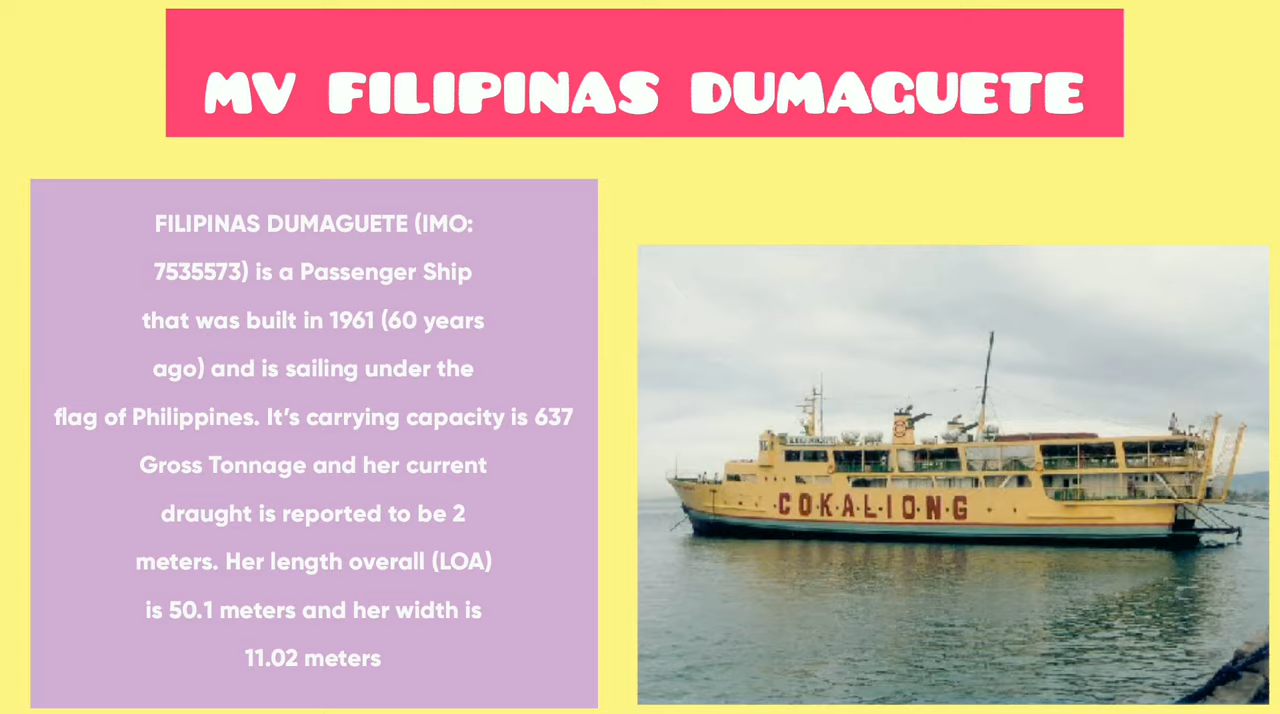 MV FILIPINAS DUMAGUETE
FILIPINAS DUMAGUETE (IMO:
7535573) is a Passenger Ship
that was built in 1961 (60 years
ago) and is sailing under the
flag of Philippines. It’s carrying capacity is 637
Gross Tonnage and her current
draught is reported to be 2
meters. Her length overall (LOA)
is 50.1 meters and her width is
11.02 meters
COKALIONG